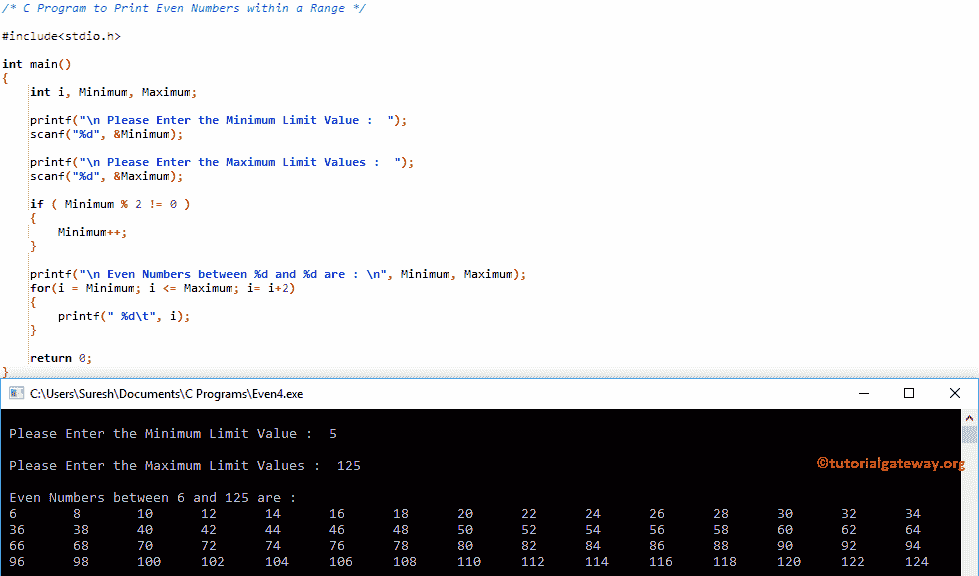 /* C Program to Print Even Numbers within a Range */
#include<stdio.h>
int main()
{
int i, Minimum, Maximum;
printf("\n Please Enter the Minimum Limit Value :  ");
scanf("%d", &Minimum);
printf("\n Please Enter the Maximum Limit Values :  ");
scanf("%d", &Maximum);
if ( Minimum % 2 != 0 )
{
Minimum++;
}
printf("\n Even Numbers between %d and %d are : \n", Minimum, Maximum);
for(i = Minimum; i <= Maximum; i= i+2)
{
printf(" %d\t", i);
}
return 0;
}
C:\Users\Suresh\Documents\C Programs\Even4.exe
Please Enter the Minimum Limit Value :  5
Please Enter the Maximum Limit Values :  125
©tutorialgateway.org
Even Numbers between 6 and 125 are :
6 8 10 12 14 16 18 20 22 24 26 28 30 32 34
36 38 40 42 44 46 48 50 52 54 56 58 60 62 64
66 68 70 72 74 76 78 80 82 84 86 88 90 92 94
96 98 100 102 104 106 108 110 112 114 116 118 120 122 124